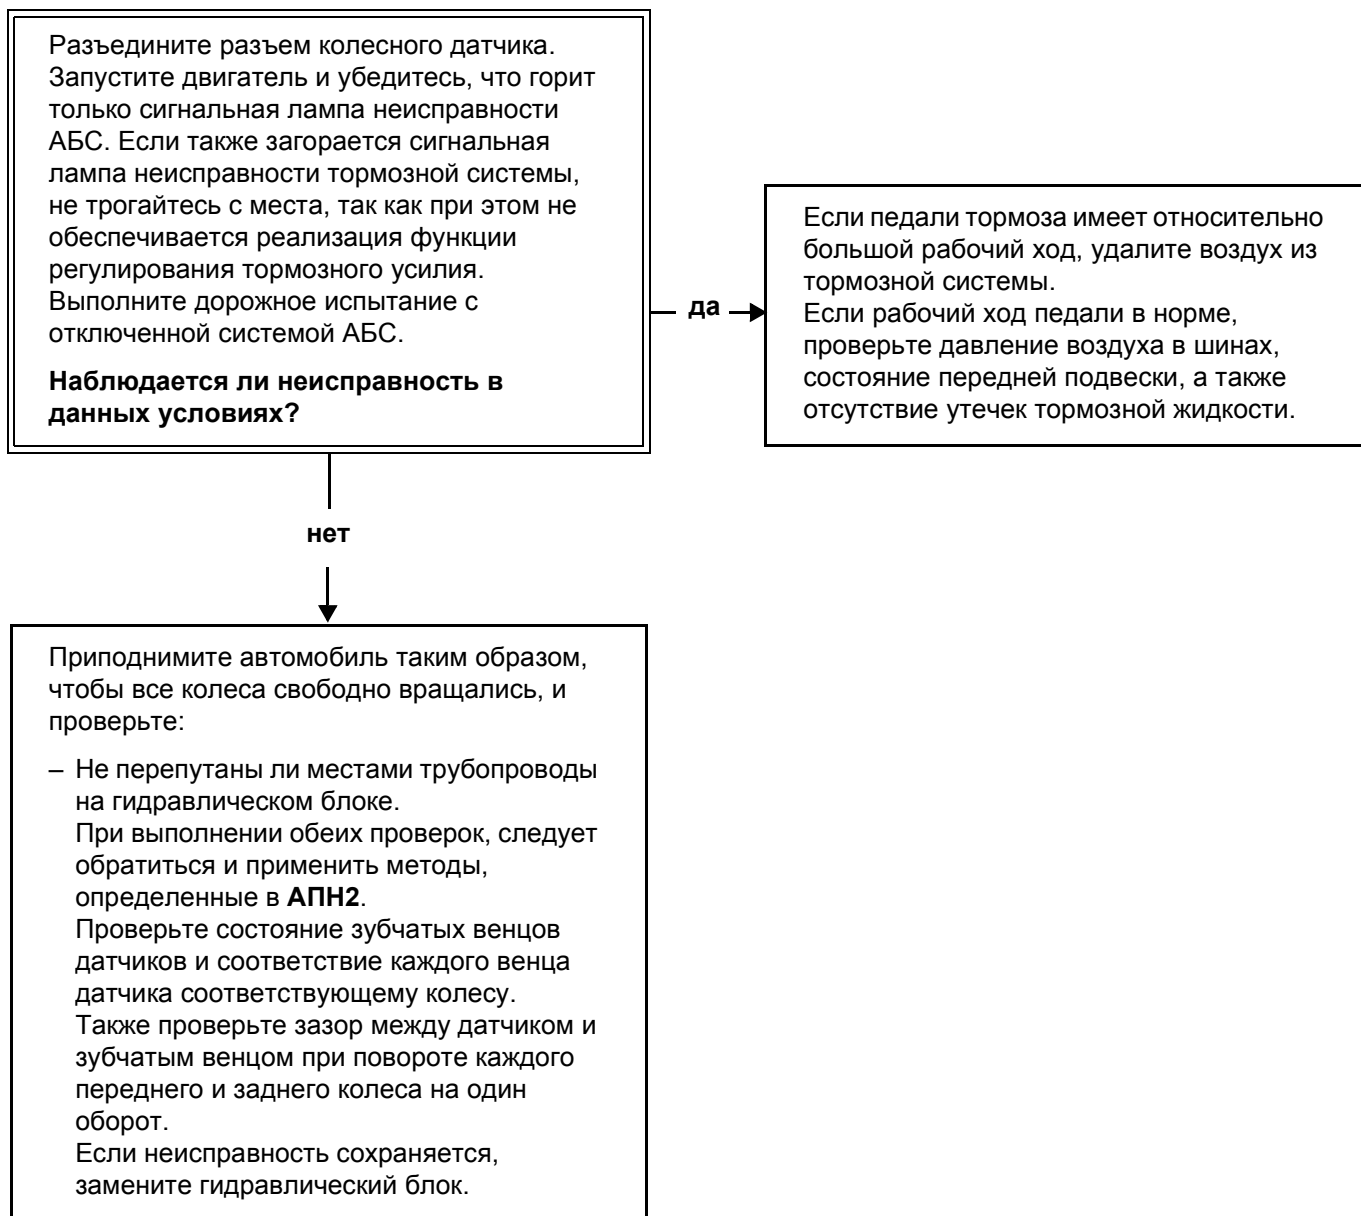 Разъедините разъем колесного датчика.
Запустите двигатель и убедитесь, что горит
только сигнальная лампа неисправности
АБС. Если также загорается сигнальная
лампа неисправности тормозной системы,
не трогайтесь с места, так как при этом не
обеспечивается реализация функции
регулирования тормозного усилия.
Выполните дорожное испытание с
отключенной системой АБС.
Наблюдается ли неисправность в
данных условиях?
да
Если педали тормоза имеет относительно
большой рабочий ход, удалите воздух из
тормозной системы.
Если рабочий ход педали в норме,
проверьте давление воздуха в шинах,
состояние передней подвески, а также
отсутствие утечек тормозной жидкости.
нет
Приподнимите автомобиль таким образом,
чтобы все колеса свободно вращались, и
проверьте:
– Не перепутаны ли местами трубопроводы
на гидравлическом блоке.
При выполнении обеих проверок, следует
обратиться и применить методы,
определенные в АПН2.
Проверьте состояние зубчатых венцов
датчиков и соответствие каждого венца
датчика соответствующему колесу.
Также проверьте зазор между датчиком и
зубчатым венцом при повороте каждого
переднего и заднего колеса на один
оборот.
Если неисправность сохраняется,
замените гидравлический блок.